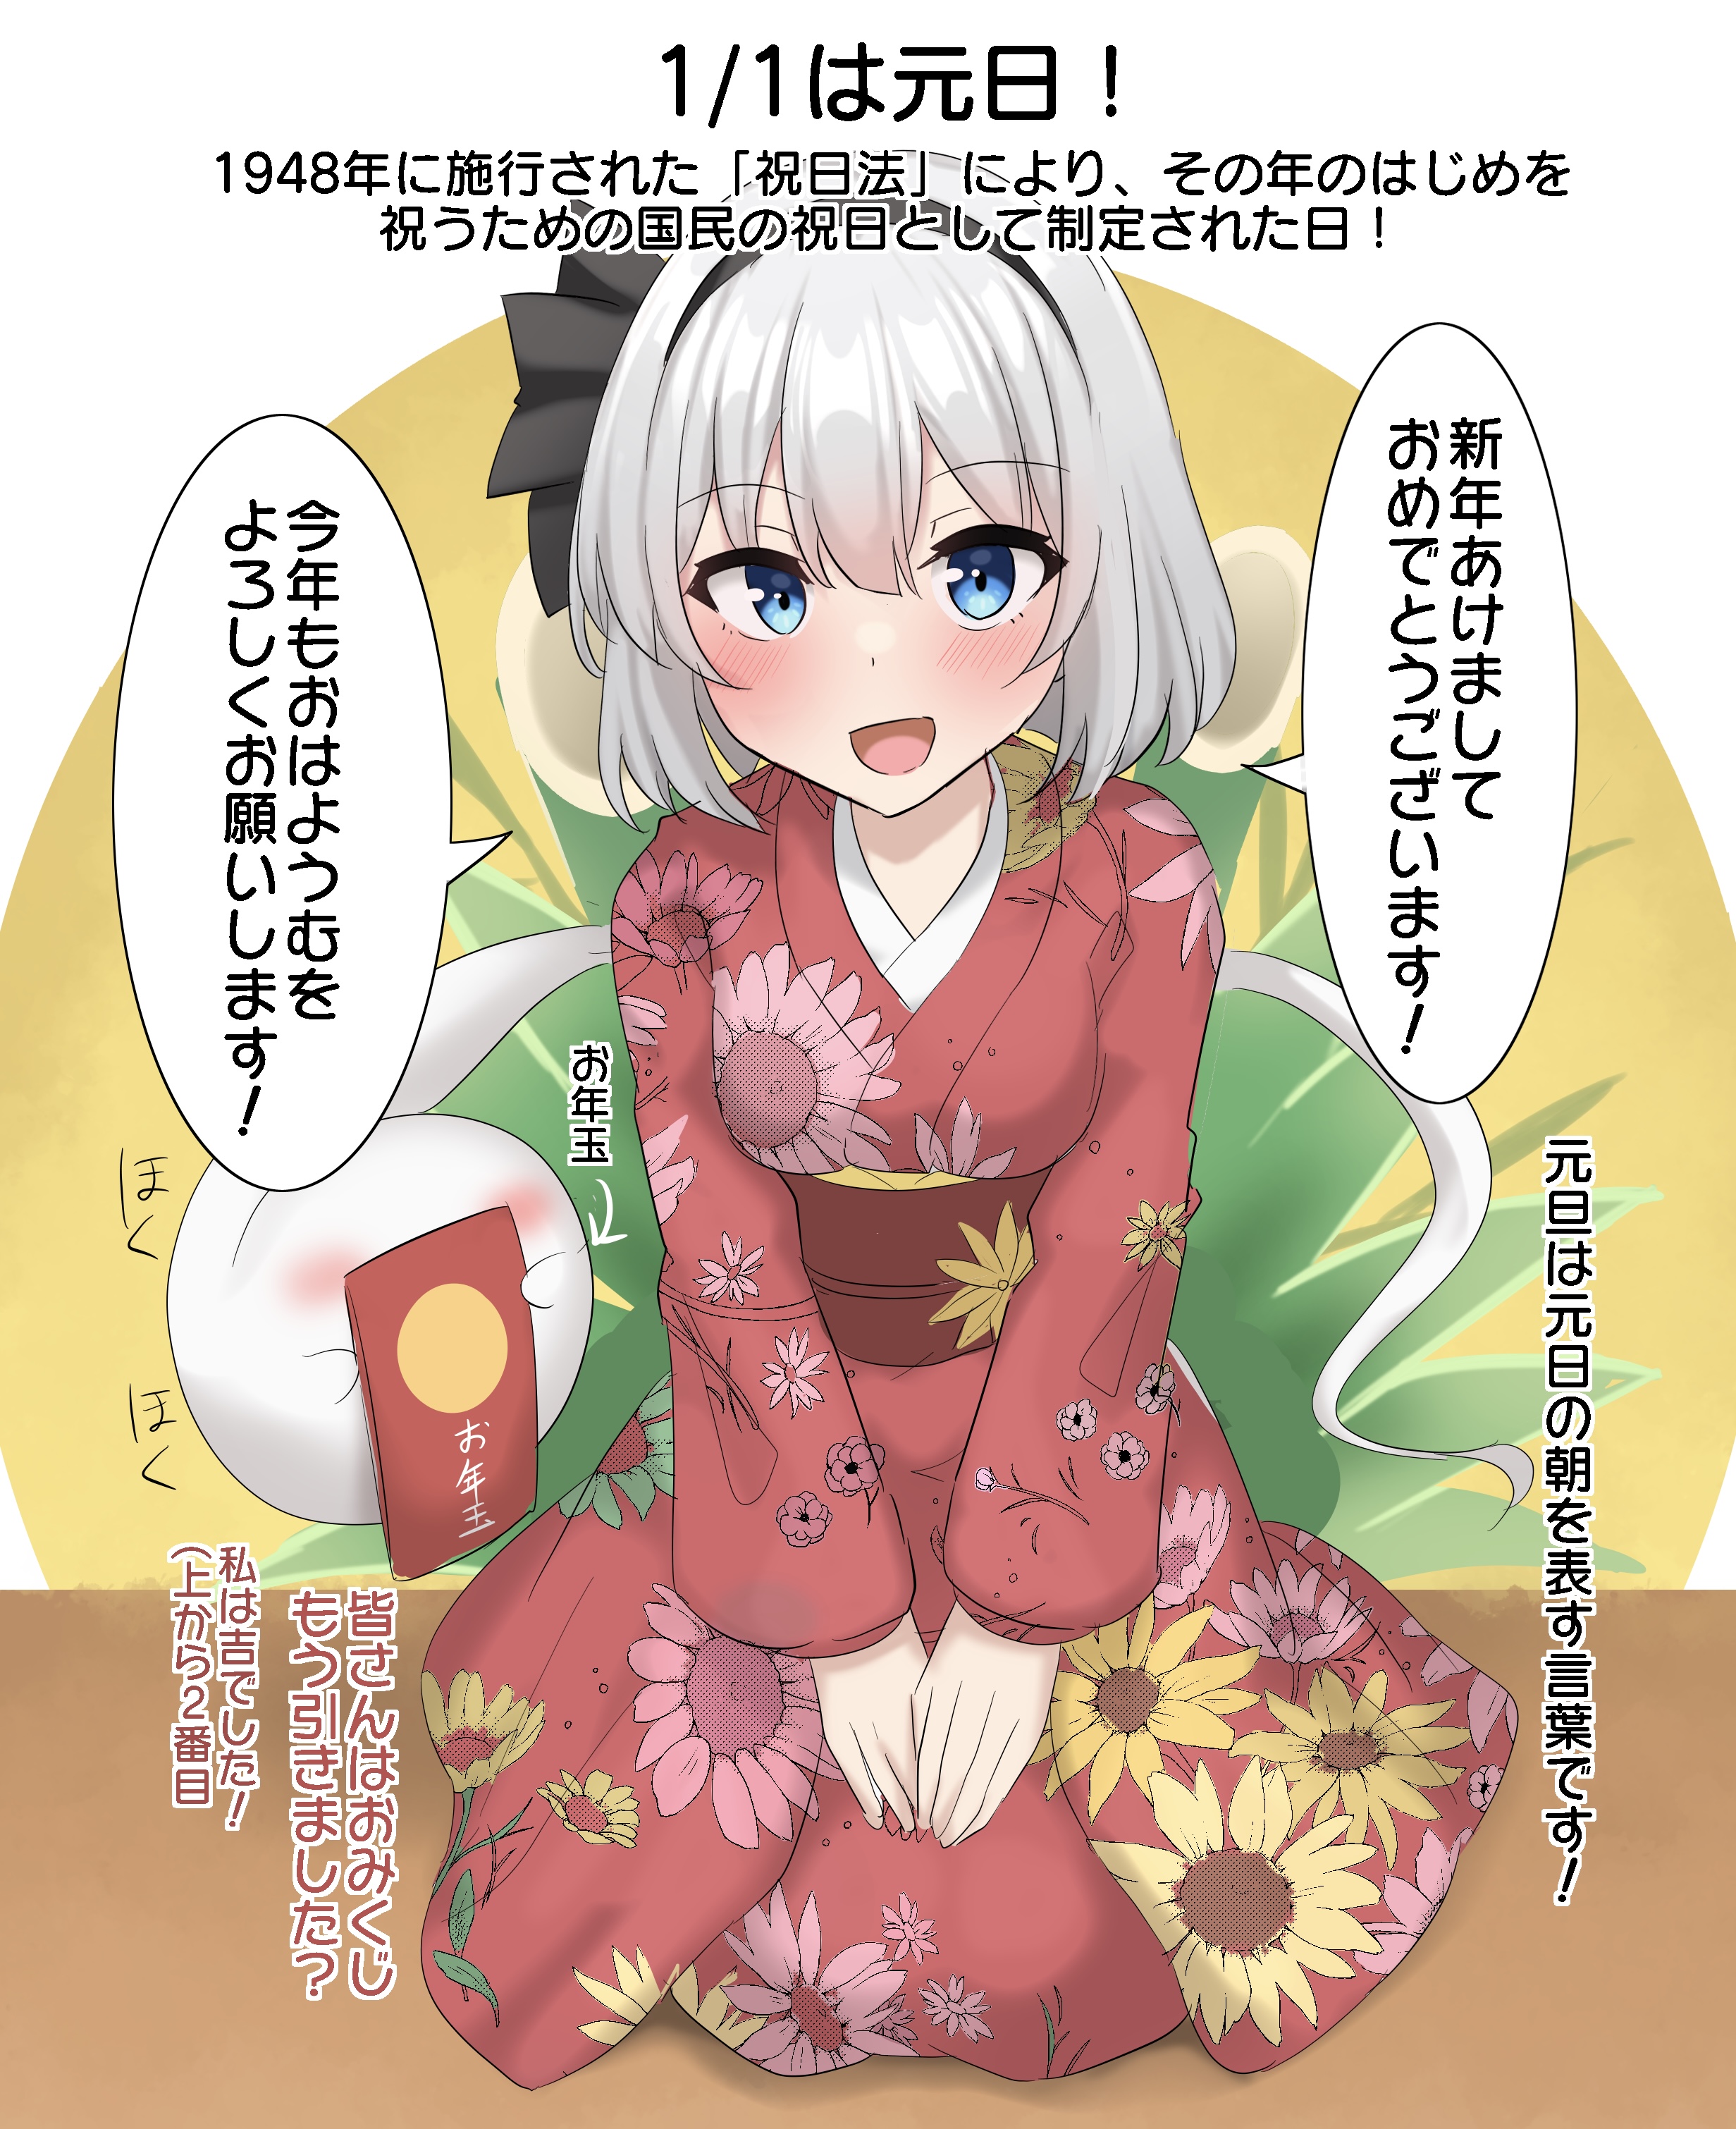 1/1は元日！
1948年に施行された「祝日法」により、その年のはじめを
祝うための国民の祝日として制定された日！
新年あけまして
おめでとうございます！
今年もおはようむを
よろしくお願いします！
お年玉
ほく
ほく
お年玉
元旦は元日の朝を表す言葉です！
皆さんはおみくじ
もう引きました？
私は吉でした！
（上から２番目